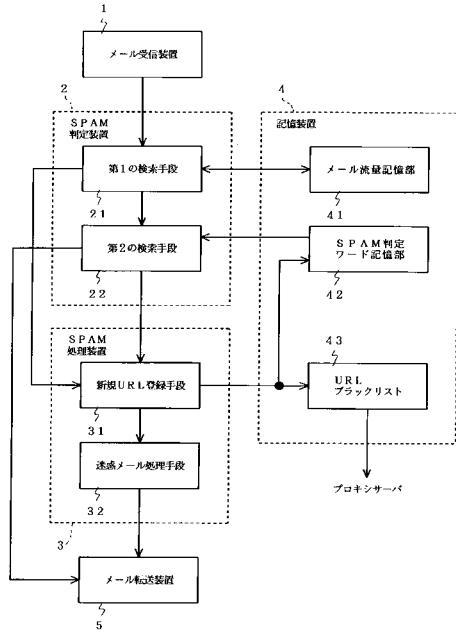 1
メール受信装置
2
SPAM
判定装置
第1の検索手段
21
第2の検索手段
22
4
記憶装置
メール流量記憶部
41
SPAM判定
ワード記憶部
42
SPAM
処理装置
新規URL登録手段
31
迷惑メール処理手段
32
3
43
URL
ブラックリスト
プロキシサーバ
メール転送装置
5